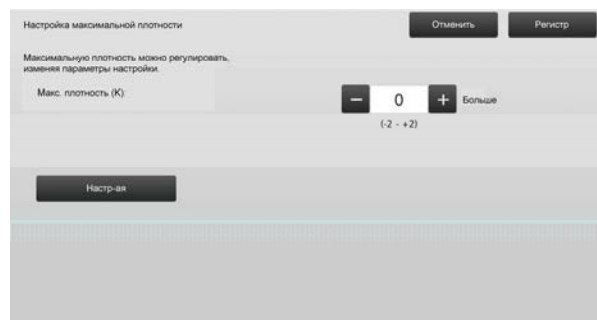 Настройка максимальной плотности
Отменить
Регистр
Максимальную плотность можно регулировать,
изменяя параметры настройки.
Макс. плотность (K):
− 0 + Больше
(-2 - +2)
Настр-ая